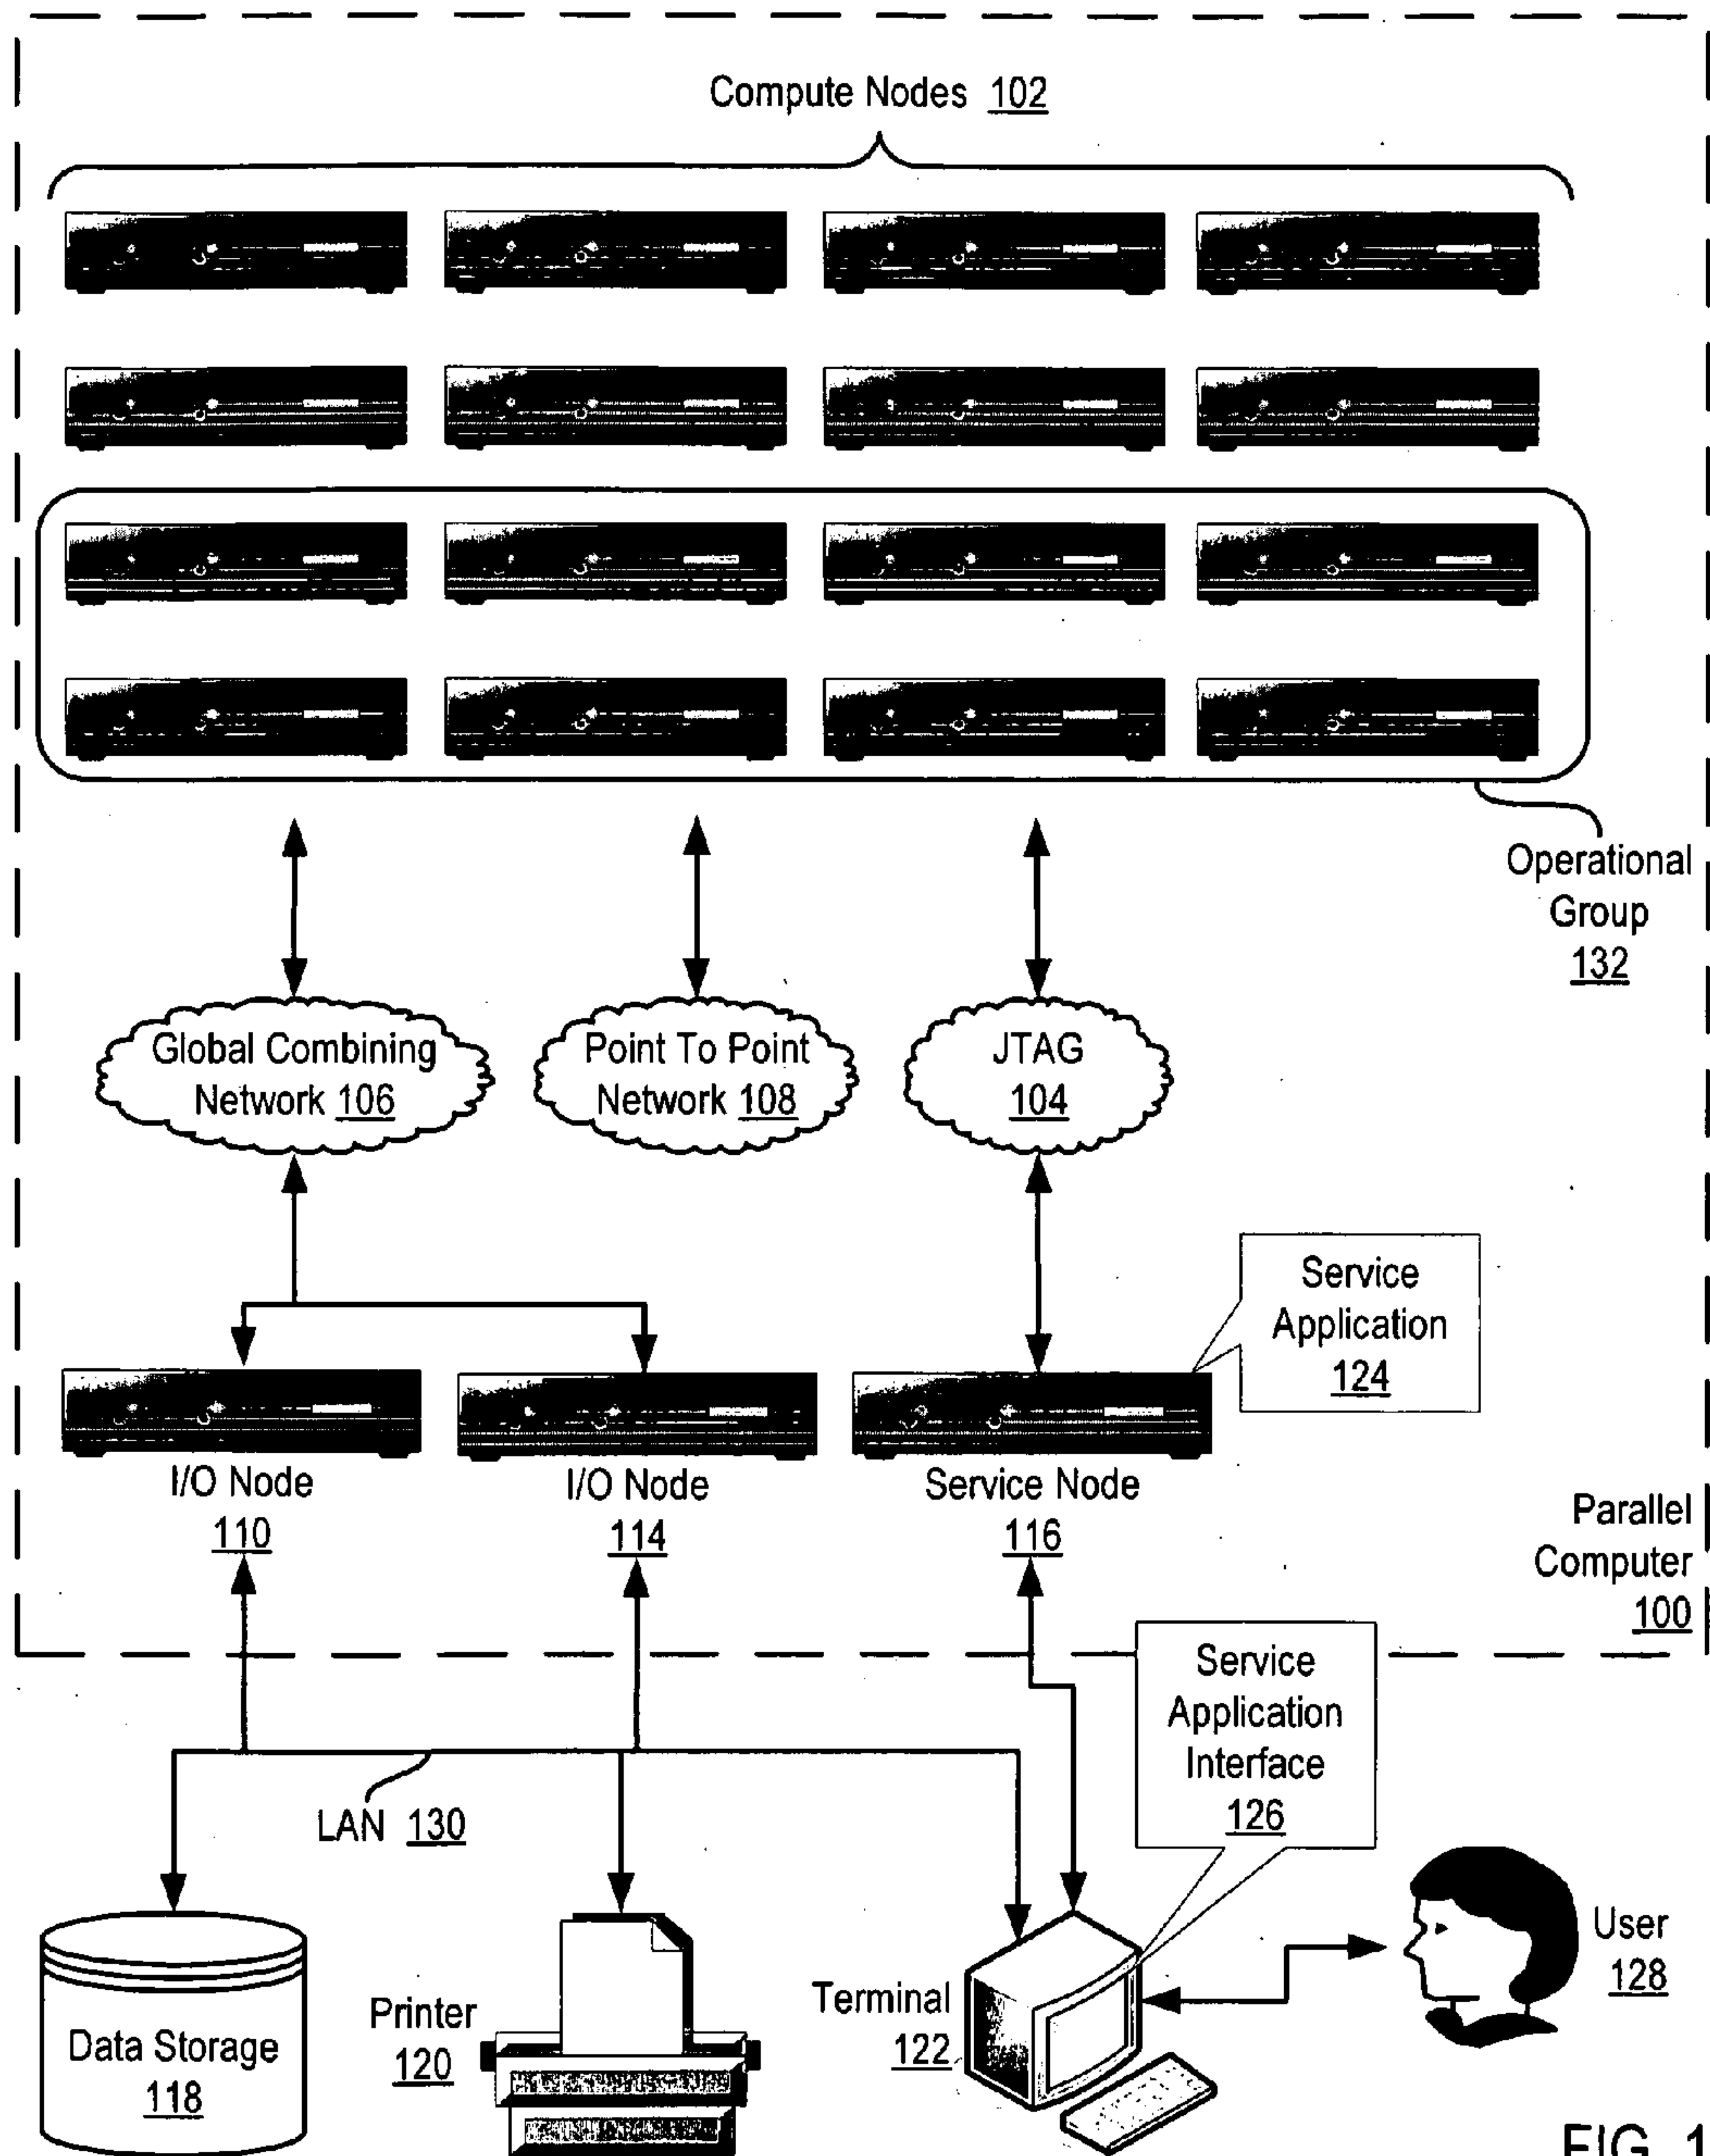 Compute Nodes 102
Operational
Group
132
Global Combining
Network 106
Point To Point
Network 108
JTAG
104
Service
Application
124
I/O Node
110
I/O Node
114
Service Node
116
Parallel
Computer
100
Service
Application
Interface
126
LAN 130
Data Storage
118
Printer
120
Terminal
122
User
128
FIG. 1